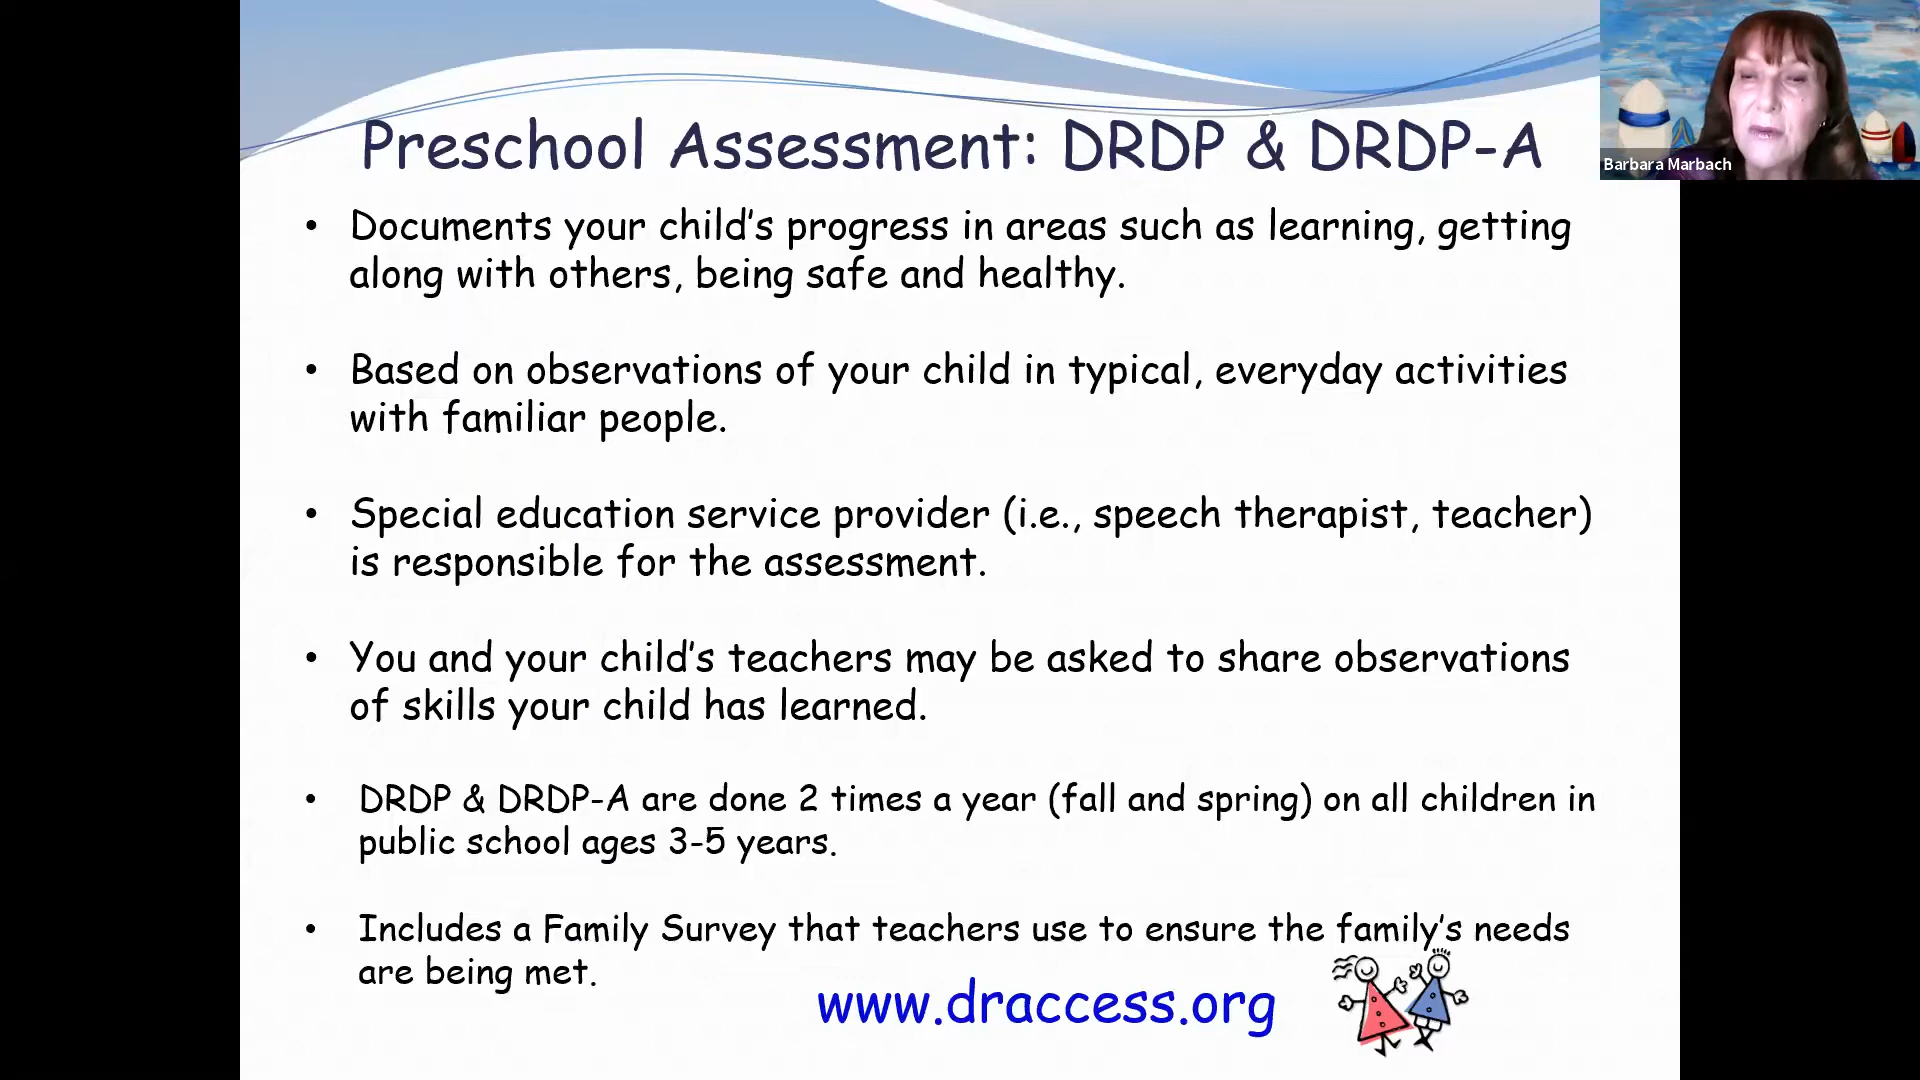 Preschool Assessment: DRDP & DRDP-A
Barbara Marbach
• Documents your child’s progress in areas such as learning, getting
along with others, being safe and healthy.
• Based on observations of your child in typical, everyday activities
with familiar people.
• Special education service provider (i.e., speech therapist, teacher)
is responsible for the assessment.
• You and your child’s teachers may be asked to share observations
of skills your child has learned.
• DRDP & DRDP-A are done 2 times a year (fall and spring) on all children in
public school ages 3-5 years.
• Includes a Family Survey that teachers use to ensure the family’s needs
are being met.
www.draccess.org